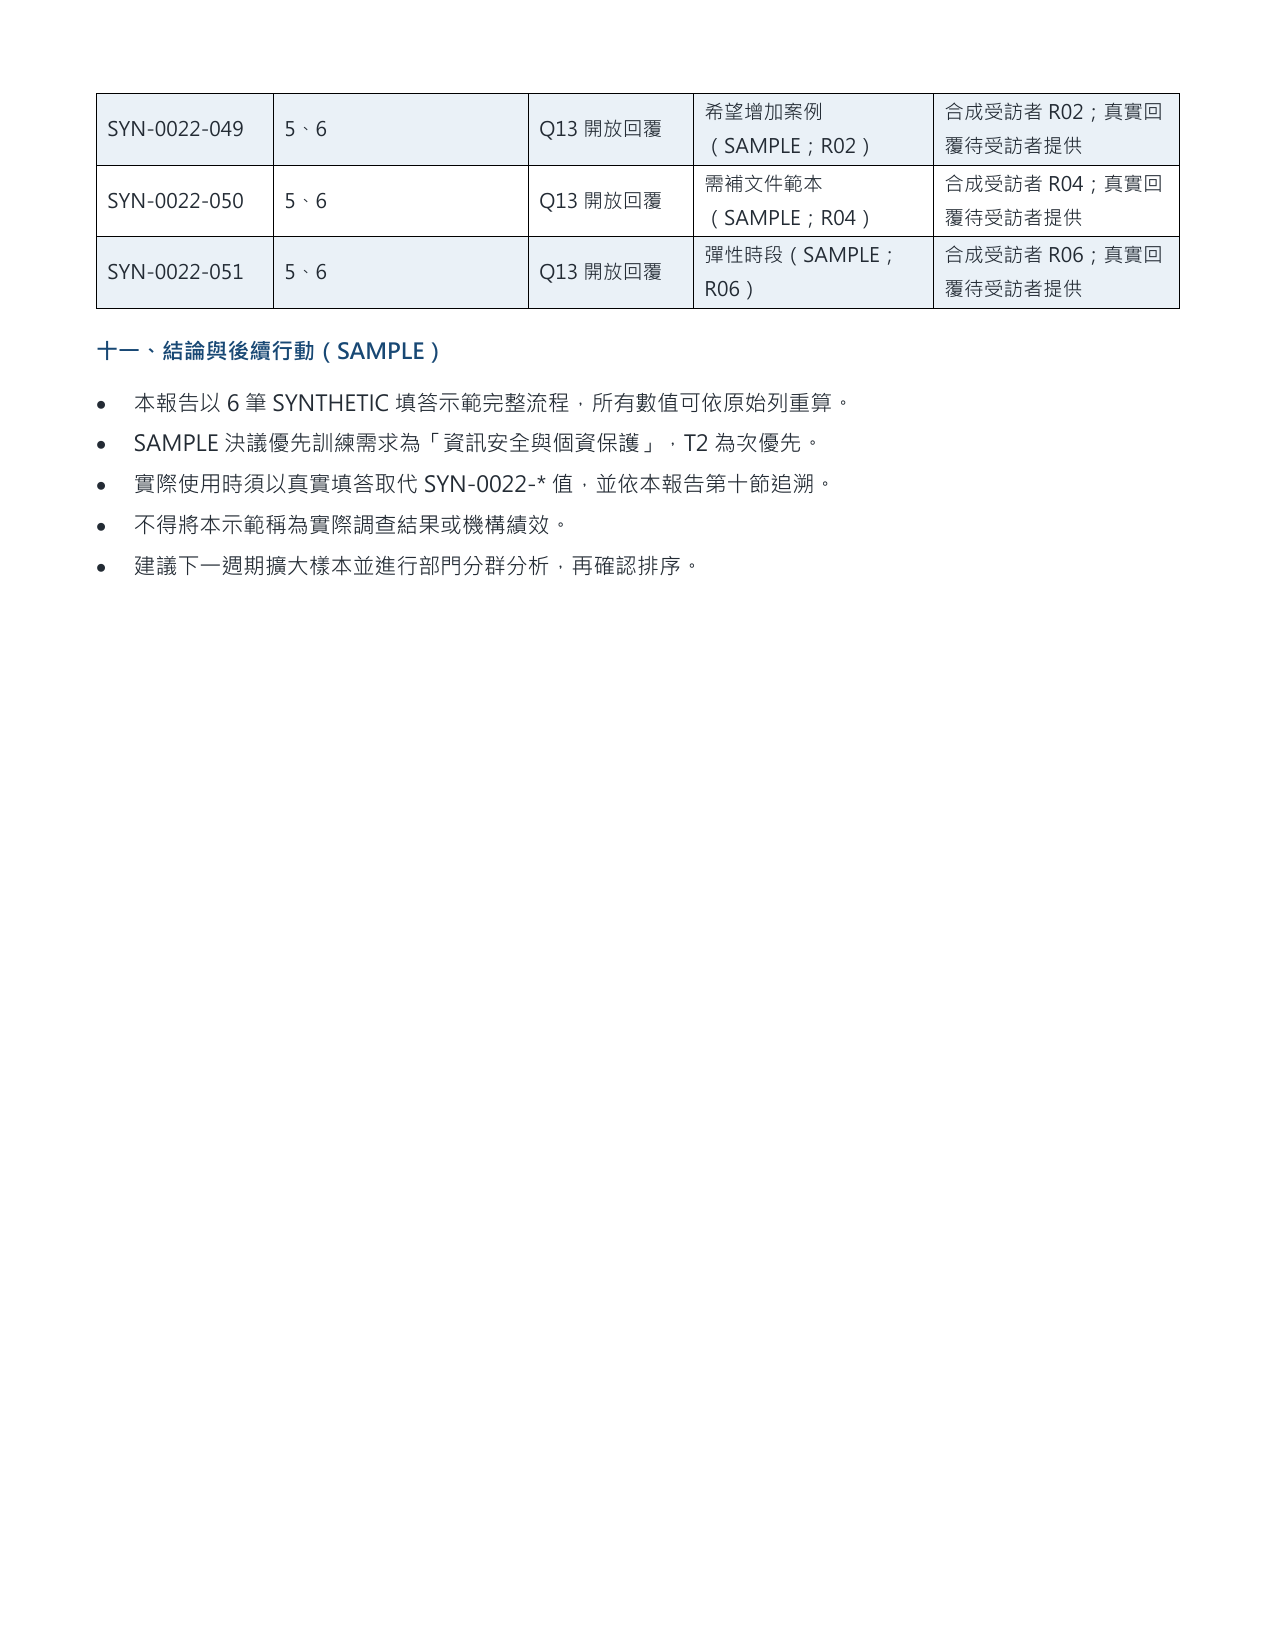 SYN-0022-049 5、6 Q13 開放回覆 希望增加案例（SAMPLE；R02） 合成受訪者 R02；真實回覆待受訪者提供
SYN-0022-050 5、6 Q13 開放回覆 需補文件範本（SAMPLE；R04） 合成受訪者 R04；真實回覆待受訪者提供
SYN-0022-051 5、6 Q13 開放回覆 彈性時段（SAMPLE；R06） 合成受訪者 R06；真實回覆待受訪者提供
十一、結論與後續行動（SAMPLE）
• 本報告以 6 筆 SYNTHETIC 填答示範完整流程，所有數值可依原始列重算。
• SAMPLE 決議優先訓練需求為「資訊安全與個資保護」，T2 為次優先。
• 實際使用時須以真實填答取代 SYN-0022-* 值，並依本報告第十節追溯。
• 不得將本示範稱為實際調查結果或機構績效。
• 建議下一週期擴大樣本並進行部門分群分析，再確認排序。